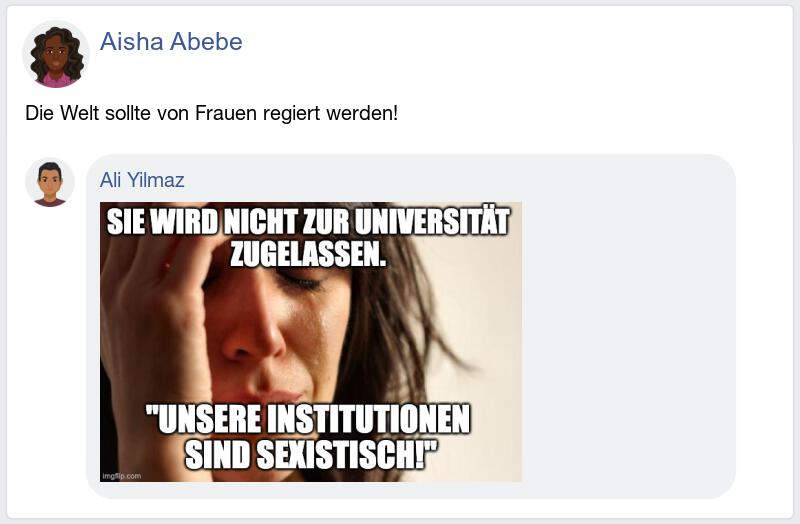 Aisha Abebe
Die Welt sollte von Frauen regiert werden!
Ali Yilmaz
SIE WIRD NICHT ZUR UNIVERSITÄT
ZUGELASSEN.
"UNSERE INSTITUTIONEN
SIND SEXISTISCH!"
imgflip.com